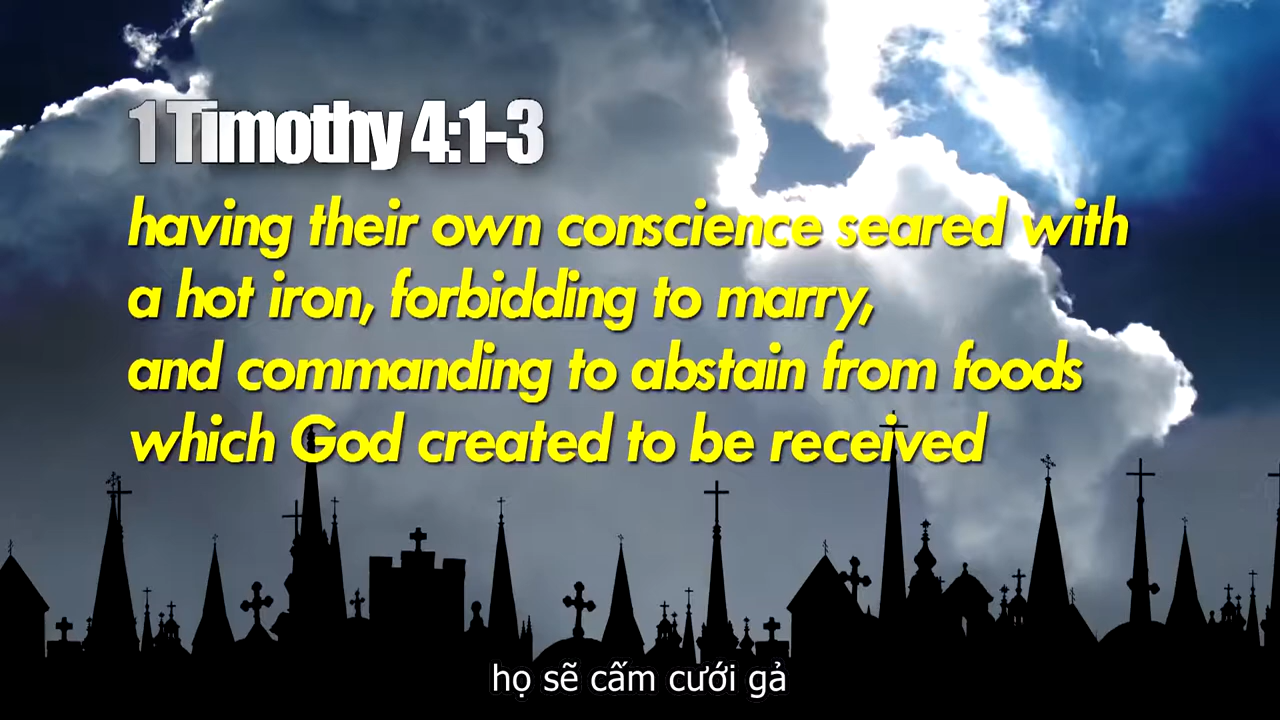 1 Timothy 4:1-3
having their own conscience seared with
a hot iron, forbidding to marry,
and commanding to abstain from foods
which God created to be received
họ sẽ cấm cưới gả